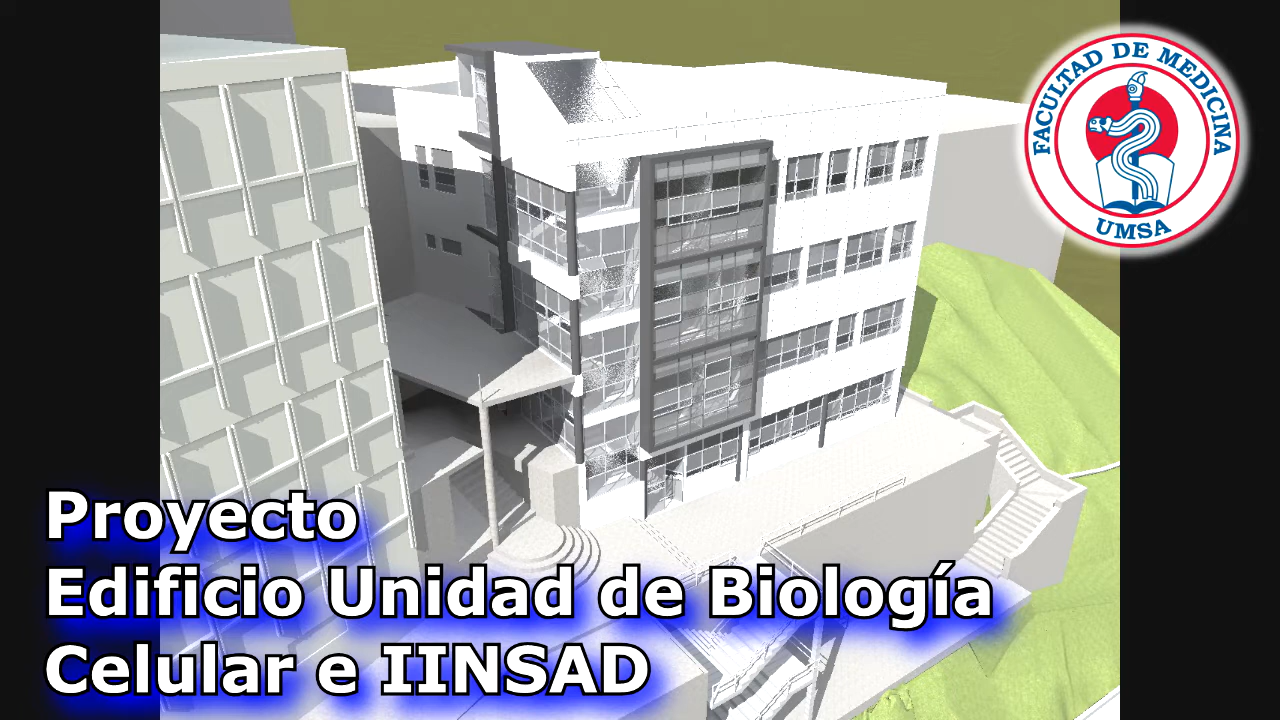 FACULTAD DE MEDICINA
UMSA
Proyecto
Edificio Unidad de Biología
Celular e IINSAD